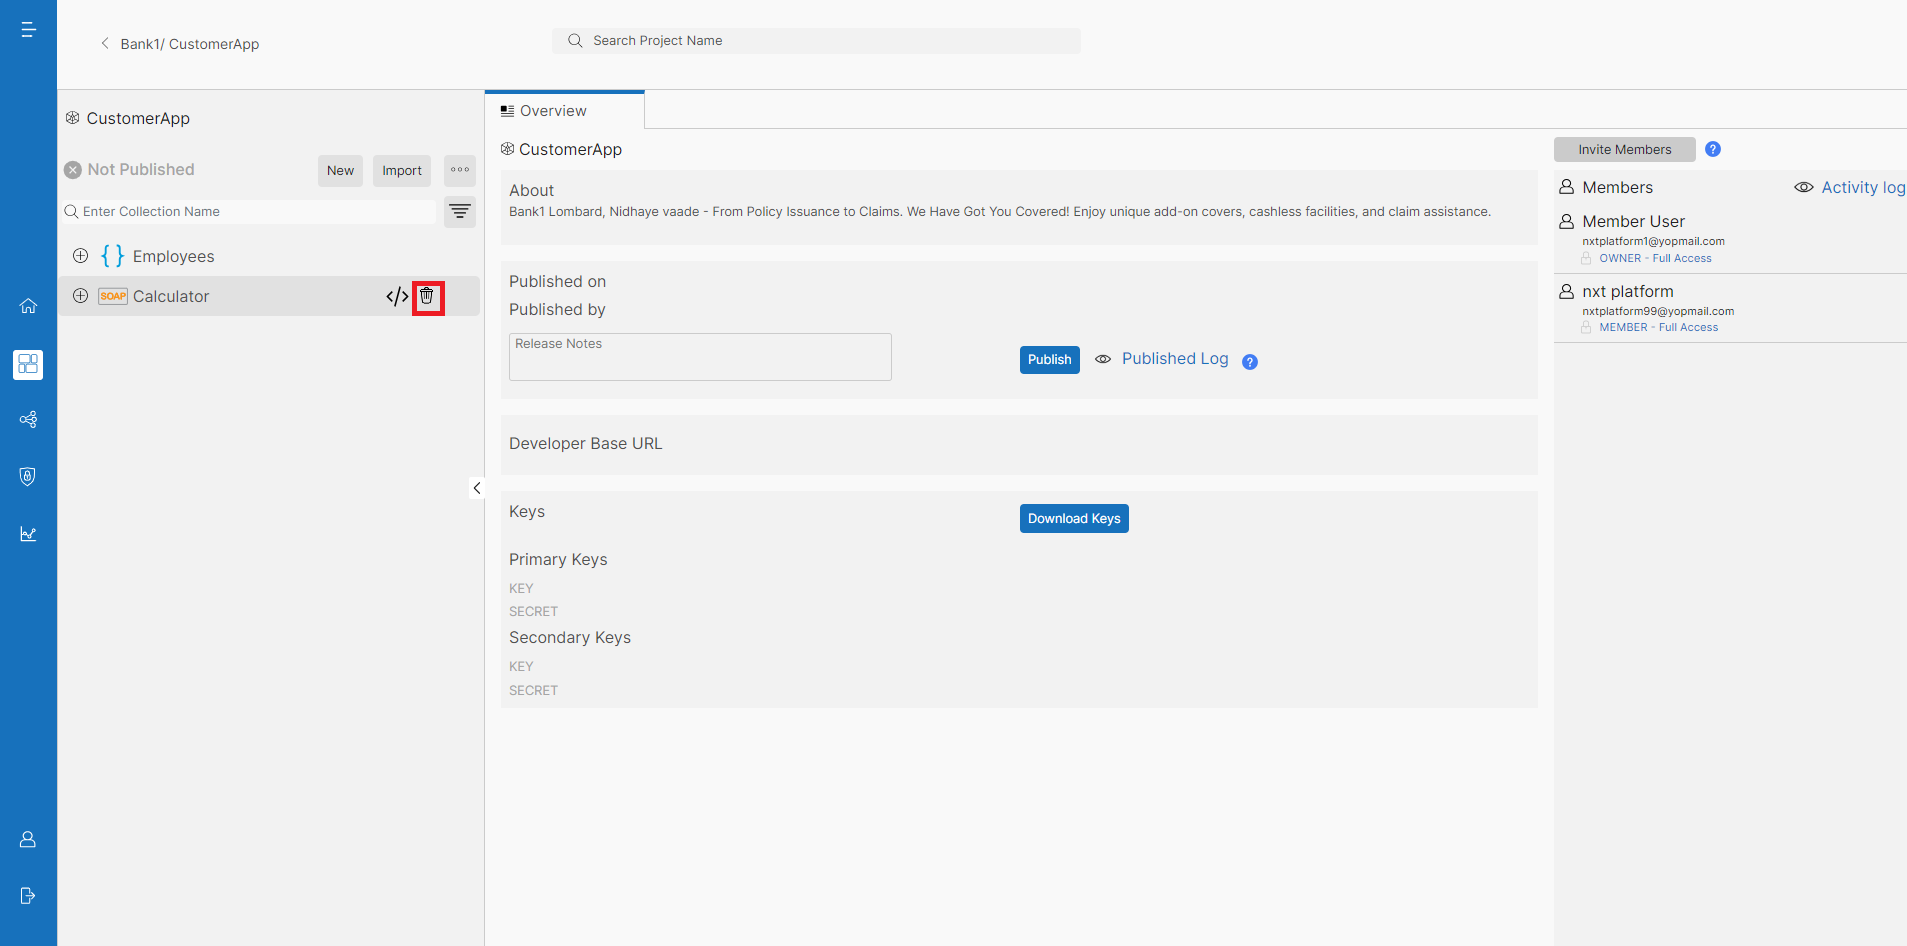 Bank1/ CustomerApp
Search Project Name
CustomerApp
Not Published
New
Import
Enter Collection Name
Employees
SOAP Calculator
Overview
CustomerApp
About
Bank1 Lombard, Nidhaye vaade - From Policy Issuance to Claims. We Have Got You Covered! Enjoy unique add-on covers, cashless facilities, and claim assistance.
Published on
Published by
Release Notes
Publish
Published Log
?
Developer Base URL
Keys
Download Keys
Primary Keys
KEY
SECRET
Secondary Keys
KEY
SECRET
Invite Members
?
Members
Activity log
Member User
nxtplatform1@yopmail.com
OWNER - Full Access
nxt platform
nxtplatform99@yopmail.com
MEMBER - Full Access